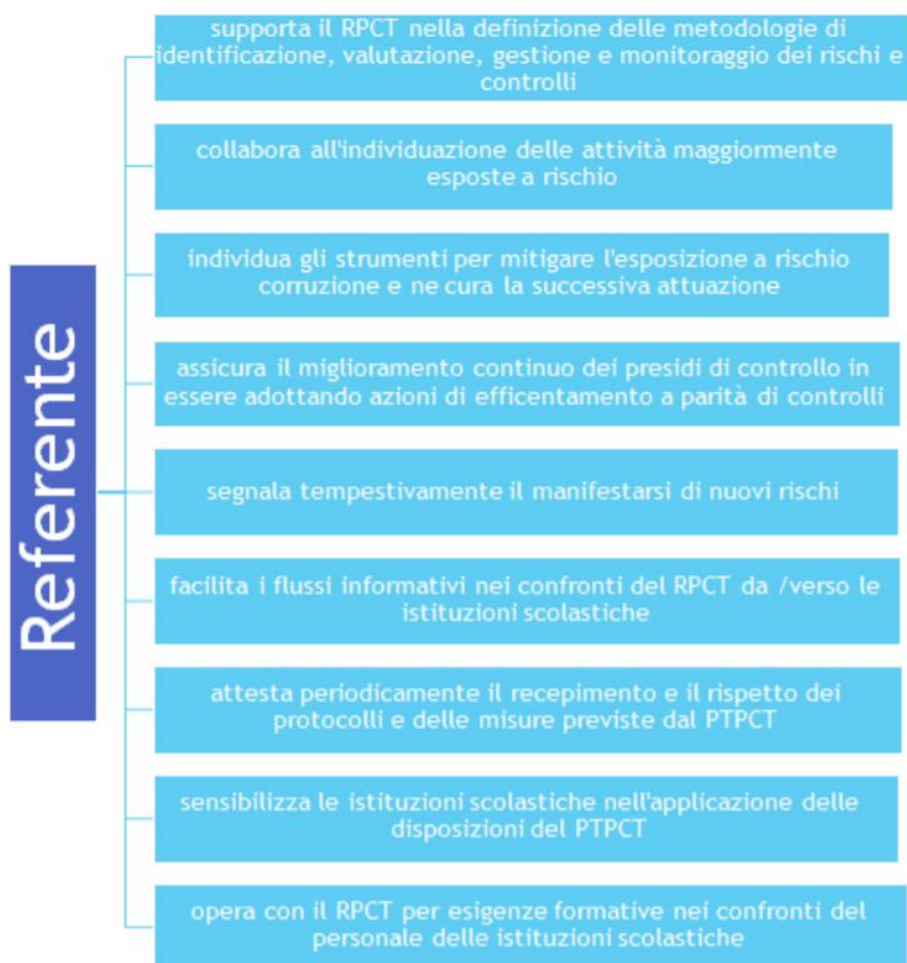 Referente
supporta il RPCT nella definizione delle metodologie di
identificazione, valutazione, gestione e monitoraggio dei rischi e
controlli
collabora all'individuazione delle attività maggiormente
esposte a rischio
individua gli strumenti per mitigare l'esposizione a rischio
corruzione e ne cura la successiva attuazione
assicura il miglioramento continuo dei presidi di controllo in
essere adottando azioni di efficentamento a parità di controlli
segnala tempestivamente il manifestarsi di nuovi rischi
facilita i flussi informativi nei confronti del RPCT da /verso le
istituzioni scolastiche
attesta periodicamente il recepimento e il rispetto dei
protocolli e delle misure previste dal PTPCT
sensibilizza le istituzioni scolastiche nell'applicazione delle
disposizioni del PTPCT
opera con il RPCT per esigenze formative nei confronti del
personale delle istituzioni scolastiche